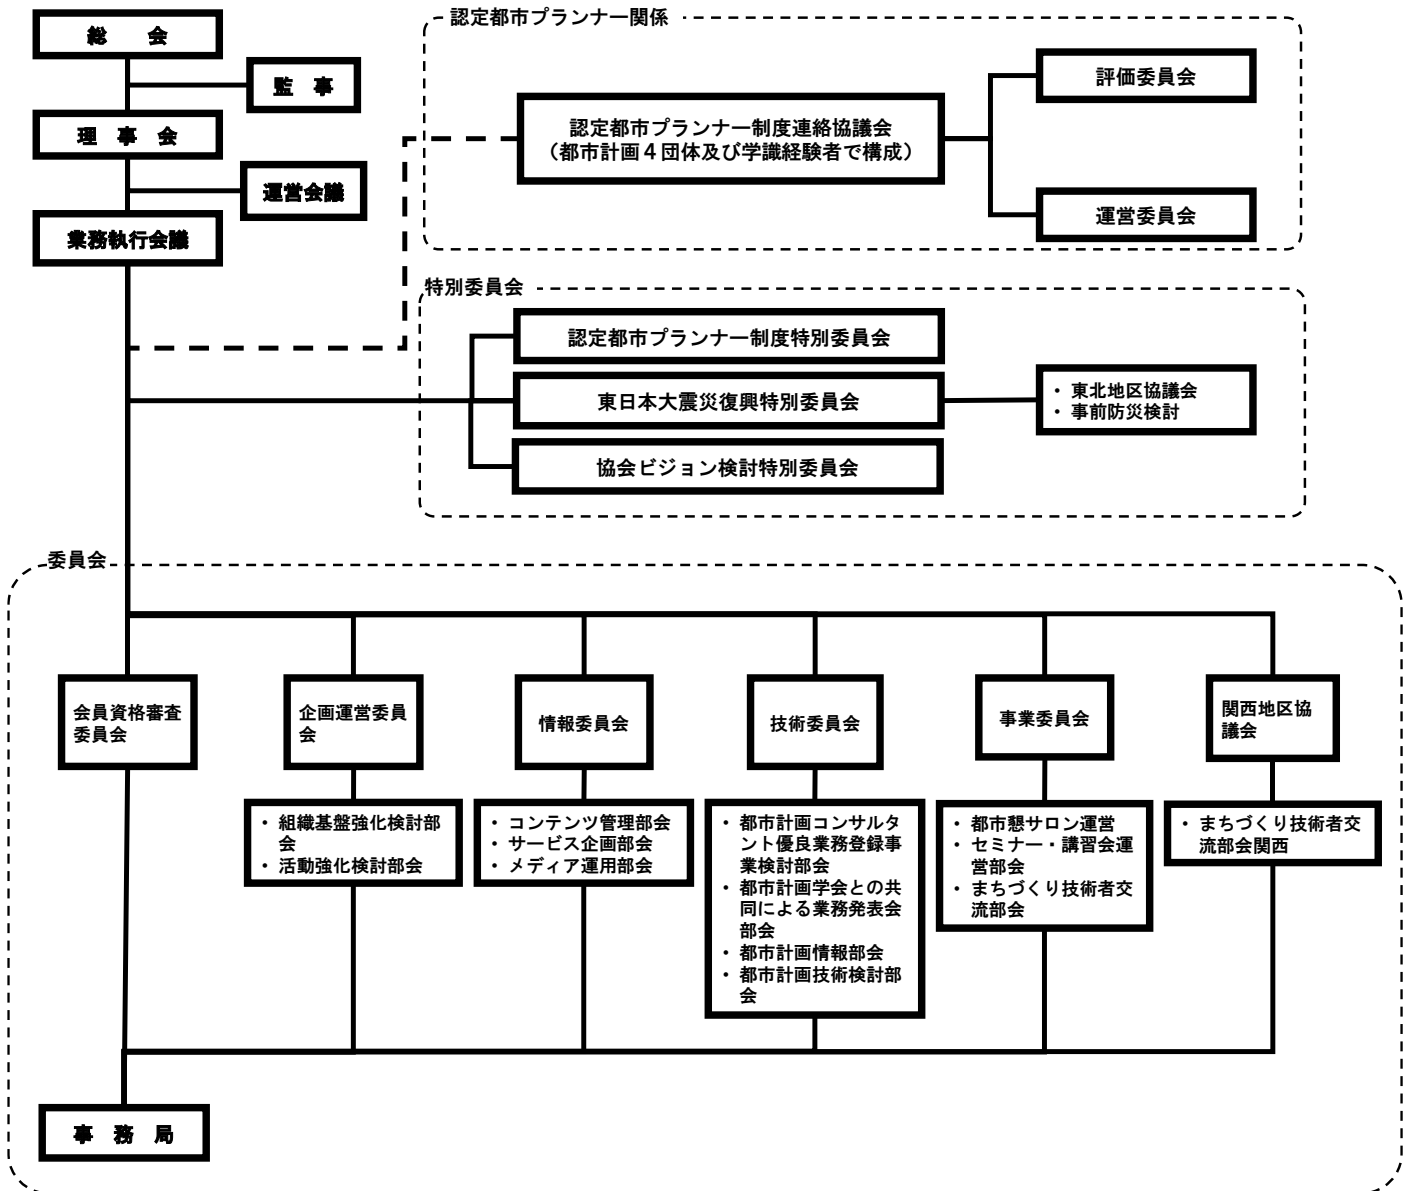 総　会
監　事
理　事　会
運営会議
業務執行会議
認定都市プランナー関係
認定都市プランナー制度連絡協議会
（都市計画４団体及び学識経験者で構成）
評価委員会
運営委員会
特別委員会
認定都市プランナー制度特別委員会
東日本大震災復興特別委員会
協会ビジョン検討特別委員会
・ 東北地区協議会
・ 事前防災検討
委員会
会員資格審査
委員会
企画運営委員
会
・ 組織基盤強化検討部
会
・ 活動強化検討部会
情報委員会
・ コンテンツ管理部会
・ サービス企画部会
・ メディア運用部会
技術委員会
・ 都市計画コンサルタ
ント優良業務登録事
業検討部会
・ 都市計画学会との共
同による業務発表会
部会
・ 都市計画情報部会
・ 都市計画技術検討部
会
事業委員会
・ 都市懇サロン運営
・ セミナー・講習会運
営部会
・ まちづくり技術者交
流部会
関西地区協
議会
・ まちづくり技術者交
流部会関西
事　務　局